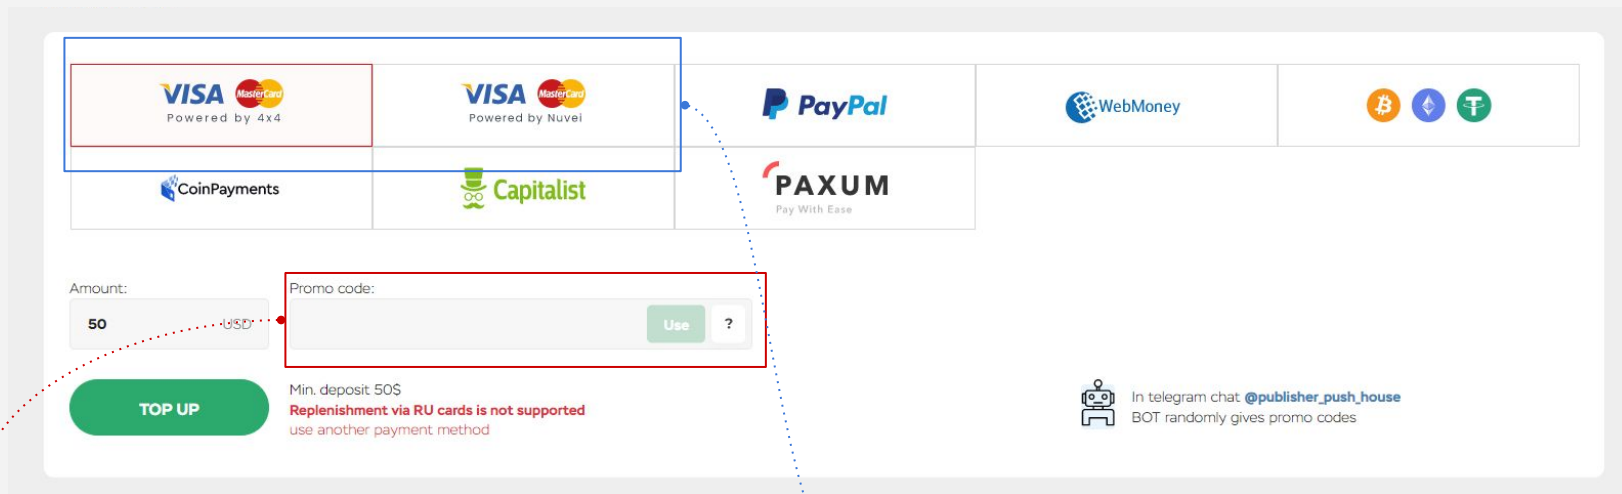 VISA MasterCard
Powered by 4x4
VISA MasterCard
Powered by Nuvei
PayPal
WebMoney
CoinPayments
Capitalist
PAXUM
Pay With Ease
Amount:
50 USD
Promo code:
Use ?
TOP UP
Min. deposit 50$
Replenishment via RU cards is not supported
use another payment method
In telegram chat @publisher_push_house
BOT randomly gives promo codes